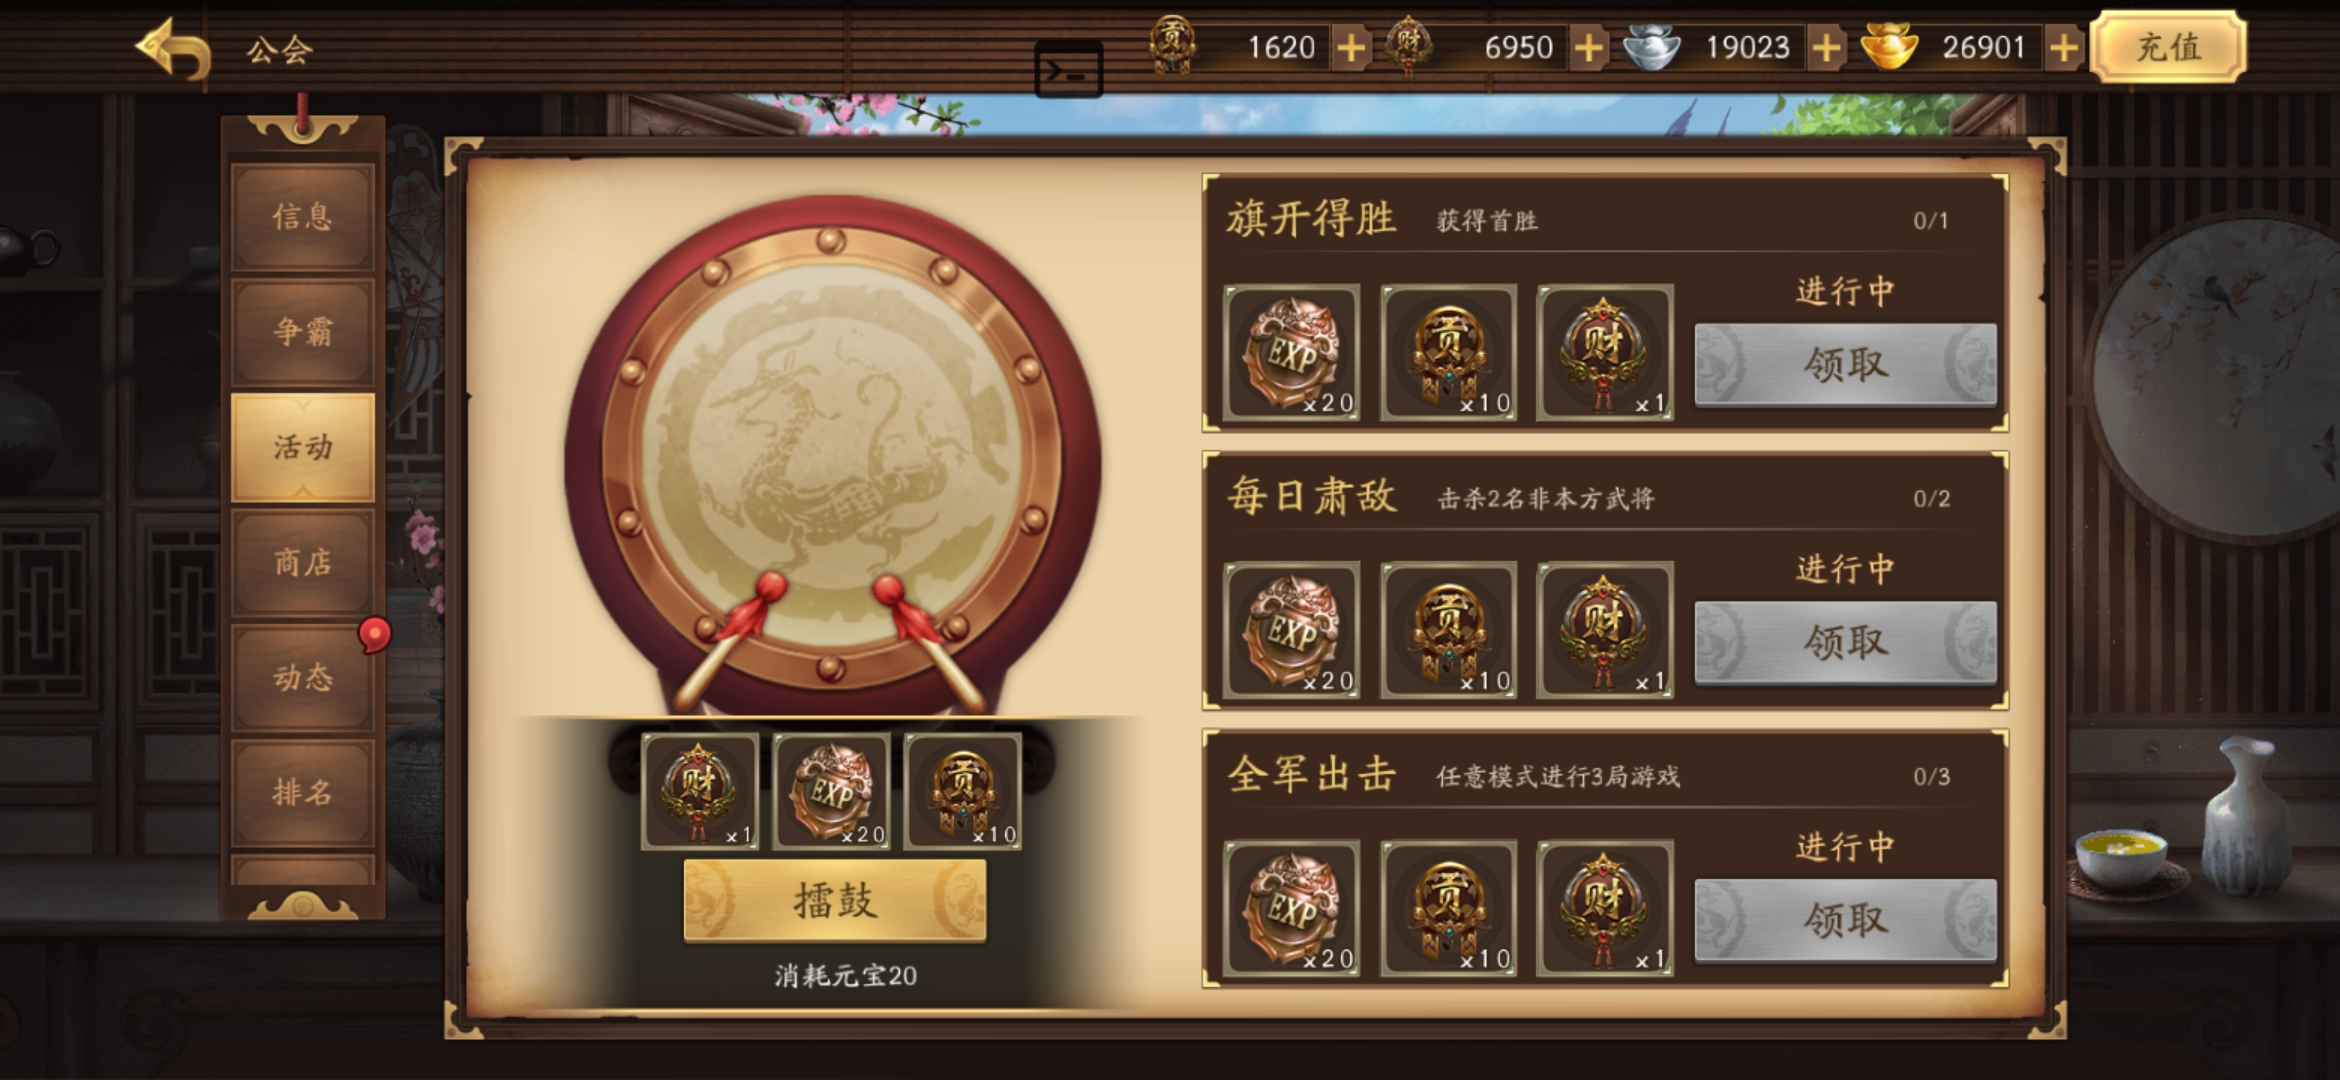 公会
贡 1620 财 6950 19023 26901 充值
信息
争霸
活动
商店
动态
排名
财 x1 EXP x20 贡 x10
擂鼓
消耗元宝20
旗开得胜 获得首胜 0/1
进行中
EXP x20 贡 x10 财 x1 领取
每日肃敌 击杀2名非本方武将 0/2
进行中
EXP x20 贡 x10 财 x1 领取
全军出击 任意模式进行3局游戏 0/3
进行中
EXP x20 贡 x10 财 x1 领取